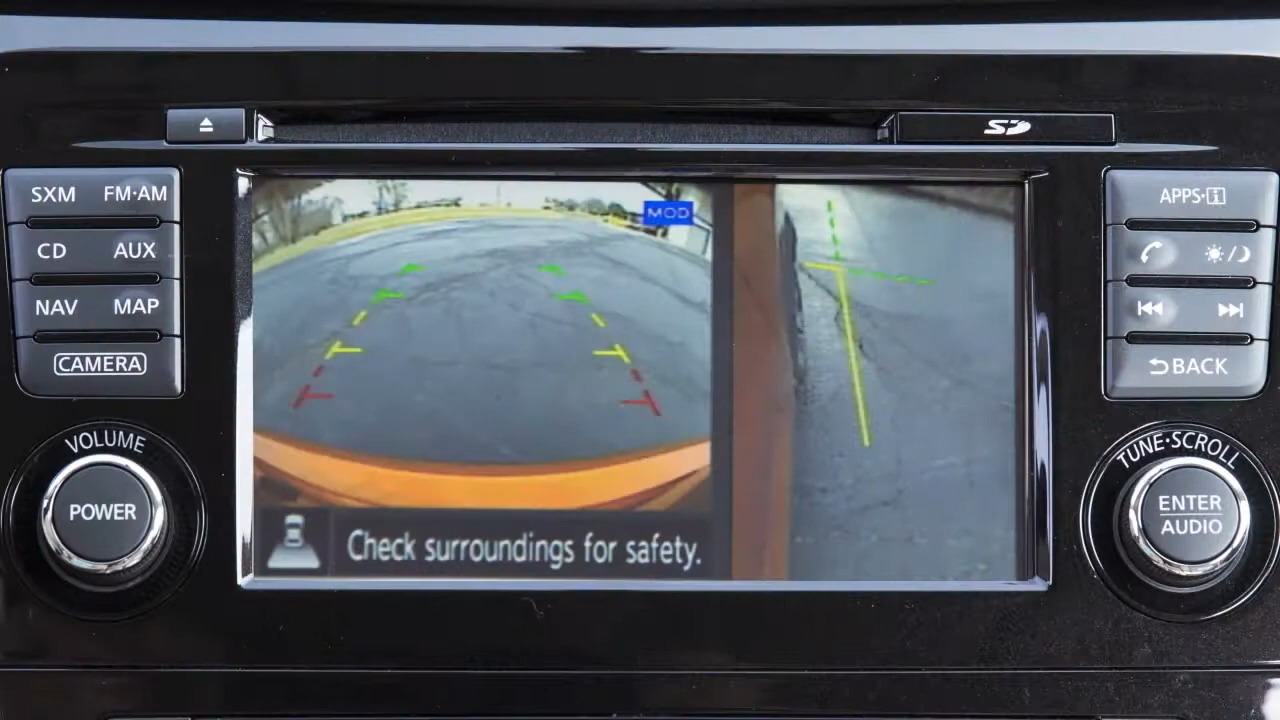 SD
SXM FM·AM
CD AUX
NAV MAP
CAMERA
VOLUME
POWER
MOD
Check surroundings for safety.
APPS·i
BACK
TUNE·SCROLL
ENTER
AUDIO